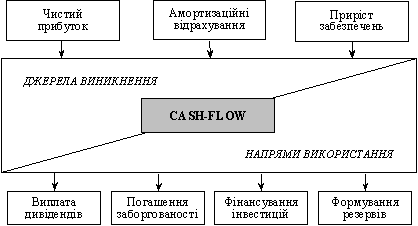 Чистий
прибуток
Амортизаційні
відрахування
Приріст
забезпечень
ДЖЕРЕЛА ВИНИКНЕННЯ
CASH-FLOW
НАПРЯМИ ВИКОРИСТАННЯ
Виплата
дивідендів
Погашення
заборгованості
Фінансування
інвестицій
Формування
резервів